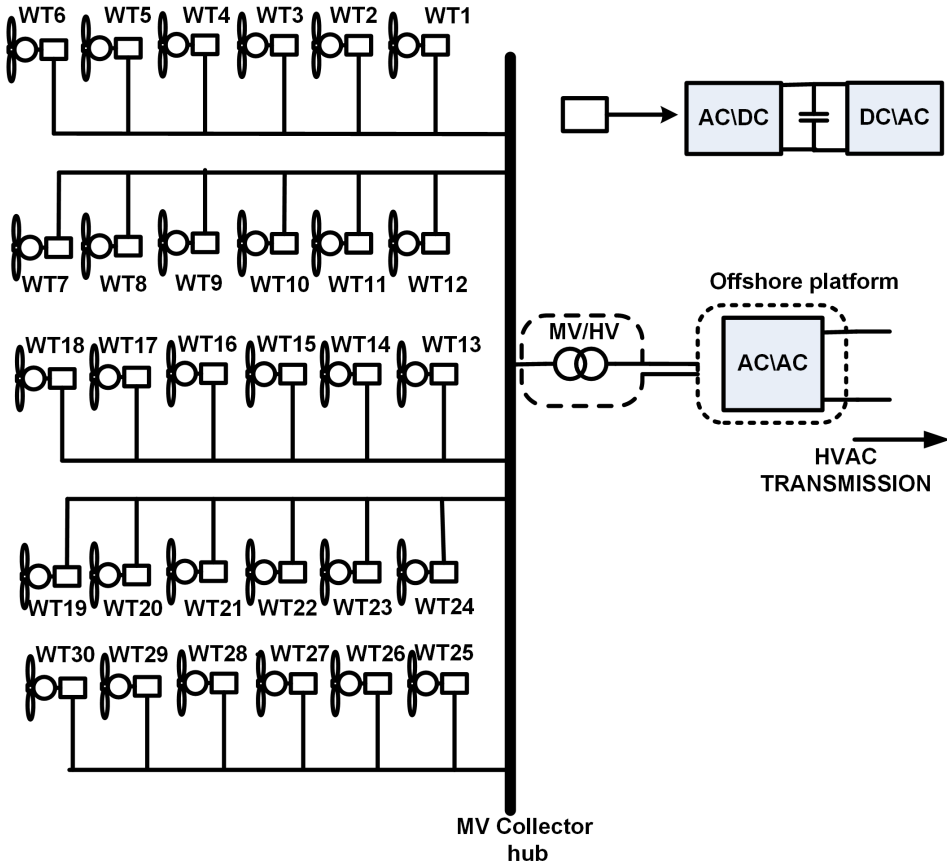 WT6 WT5 WT4 WT3 WT2 WT1
AC\DC DC\AC
WT7 WT8 WT9 WT10 WT11 WT12
Offshore platform
MV/HV
AC\AC
WT18 WT17 WT16 WT15 WT14 WT13
HVAC
TRANSMISSION
WT19 WT20 WT21 WT22 WT23 WT24
WT30 WT29 WT28 WT27 WT26 WT25
MV Collector
hub